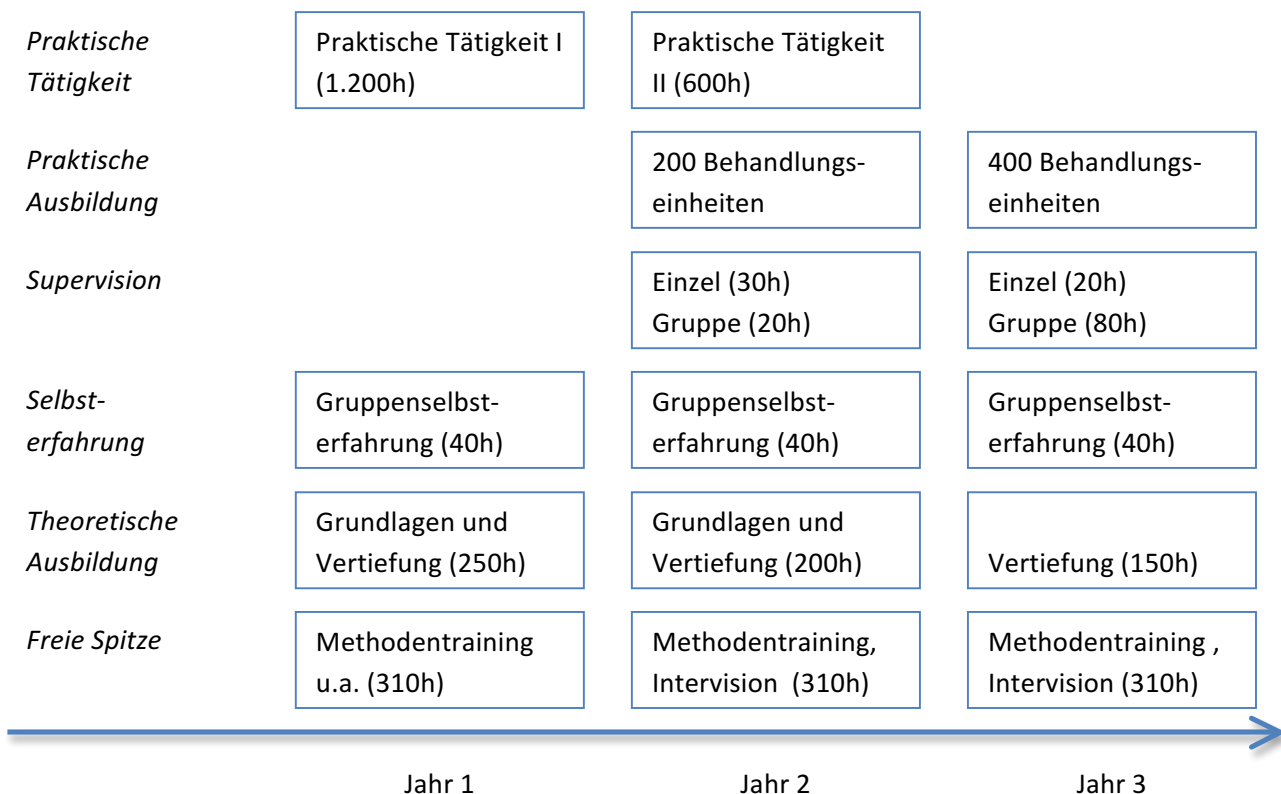 Praktische
Tätigkeit
Praktische Tätigkeit I
(1.200h)
Praktische Tätigkeit
II (600h)
Praktische
Ausbildung
200 Behandlungs-
einheiten
400 Behandlungs-
einheiten
Supervision
Einzel (30h)
Gruppe (20h)
Einzel (20h)
Gruppe (80h)
Selbst-
erfahrung
Gruppenselbst-
erfahrung (40h)
Gruppenselbst-
erfahrung (40h)
Gruppenselbst-
erfahrung (40h)
Theoretische
Ausbildung
Grundlagen und
Vertiefung (250h)
Grundlagen und
Vertiefung (200h)
Vertiefung (150h)
Freie Spitze
Methodentraining
u.a. (310h)
Methodentraining,
Intervision (310h)
Methodentraining ,
Intervision (310h)
Jahr 1
Jahr 2
Jahr 3